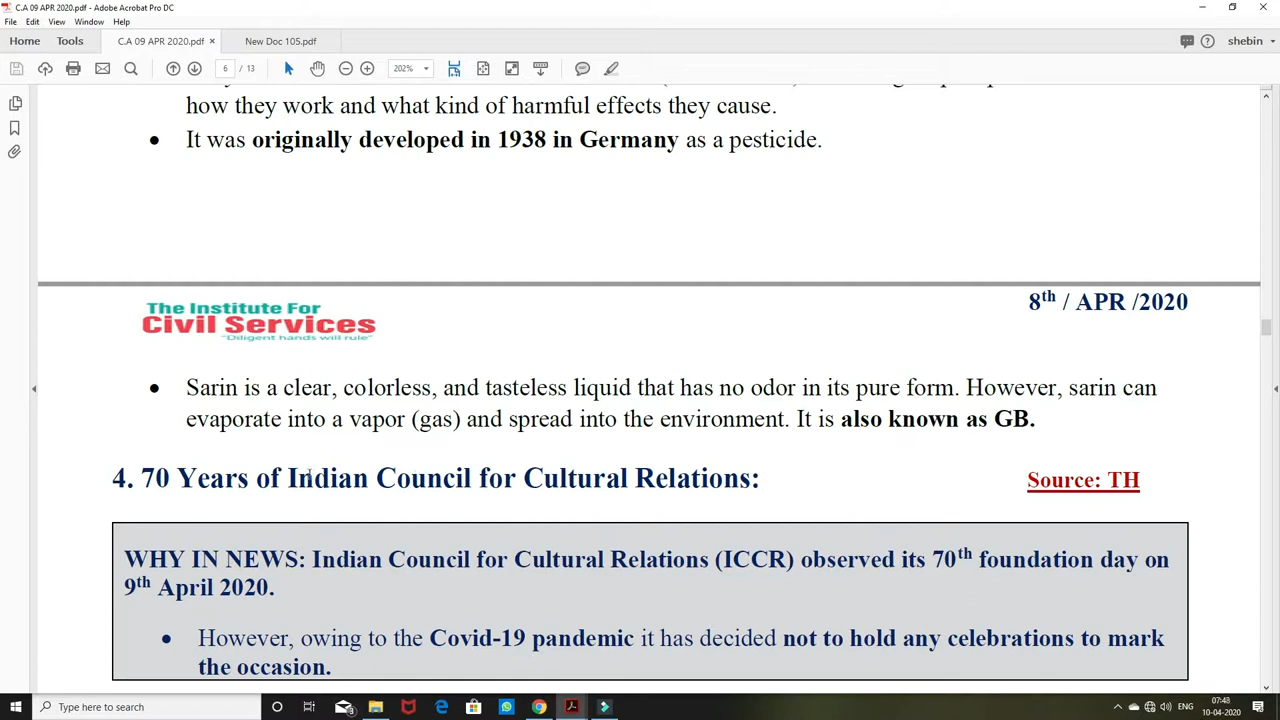 C.A 09 APR 2020.pdf - Adobe Acrobat Pro DC
File Edit View Window Help
Home Tools C.A 09 APR 2020.pdf × New Doc 105.pdf shebin
6 / 13 202%
how they work and what kind of harmful effects they cause.
• It was originally developed in 1938 in Germany as a pesticide.
The Institute For
Civil Services
"Diligent hands will rule"
8th / APR /2020
• Sarin is a clear, colorless, and tasteless liquid that has no odor in its pure form. However, sarin can
evaporate into a vapor (gas) and spread into the environment. It is also known as GB.
4. 70 Years of Indian Council for Cultural Relations: Source: TH
WHY IN NEWS: Indian Council for Cultural Relations (ICCR) observed its 70th foundation day on
9th April 2020.
• However, owing to the Covid-19 pandemic it has decided not to hold any celebrations to mark
the occasion.
Type here to search
ENG
07:48
10-04-2020